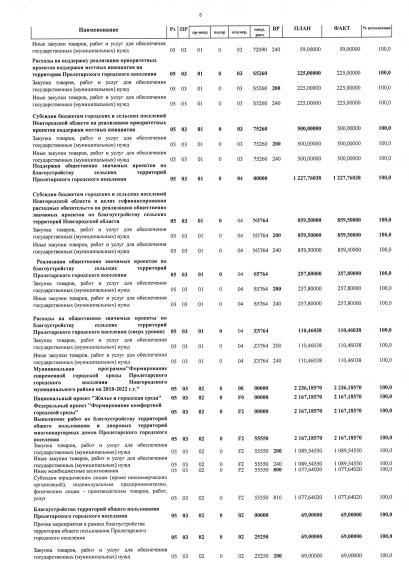 5
Наименование Рз ПР пр-непр подпр осн.мер. напр. расх ВР ПЛАН ФАКТ % исполнения
Иные закупки товаров, работ и услуг для обеспечения
государственных (муниципальных) нужд 05 03 01 0 03 72090 240 59,00000 59,00000 100,0
Расходы на поддержку реализации приоритетных
проектов поддержки местных инициатив на
территории Пролетарского городского поселения 05 03 01 0 03 S5260 225,00000 225,00000 100,0
Закупка товаров, работ и услуг для обеспечения
государственных (муниципальных) нужд 05 03 01 0 03 S5260 200 225,00000 225,00000 100,0
Иные закупки товаров, работ и услуг для обеспечения
государственных (муниципальных) нужд 05 03 01 0 03 S5260 240 225,00000 225,00000 100,0
Субсидии бюджетам городских и сельских поселений
Новгородской области на реализацию приоритетных
проектов поддержки местных инициатив 05 03 01 0 03 75260 500,00000 500,00000 100,0
Закупка товаров, работ и услуг для обеспечения
государственных (муниципальных) нужд 05 03 01 0 03 75260 200 500,00000 500,00000 100,0
Иные закупки товаров, работ и услуг для обеспечения
государственных (муниципальных) нужд 05 03 01 0 03 75260 240 500,00000 500,00000 100,0
Поддержка общественно значимых проектов по
благоустройству сельских территорий
Пролетарского городского поселения 05 03 01 0 04 00000 1 227,76038 1 227,76038 100,0
Субсидии бюджетам городских и сельских поселений
Новгородской области в целях софинансирования
расходных обязательств на реализацию общественно
значимых проектов по благоустройству сельских
территорий Новгородской области 05 03 01 0 04 N5764 859,50000 859,50000 100,0
Закупка товаров, работ и услуг для обеспечения
государственных (муниципальных) нужд 05 03 01 0 04 N5764 200 859,50000 859,50000 100,0
Иные закупки товаров, работ и услуг для обеспечения
государственных (муниципальных) нужд 05 03 01 0 04 N5764 240 859,50000 859,50000 100,0
Реализация общественно значимых проектов по
благоустройству сельских территорий
Пролетарского городского поселения 05 03 01 0 04 S5764 257,80000 257,80000 100,0
Закупка товаров, работ и услуг для обеспечения
государственных (муниципальных) нужд 05 03 01 0 04 S5764 200 257,80000 257,80000 100,0
Иные закупки товаров, работ и услуг для обеспечения
государственных (муниципальных) нужд 05 03 01 0 04 S5764 240 257,80000 257,80000 100,0
Расходы на общественно значимые проекты по
благоустройству сельских территорий
Пролетарского городского поселения (сверх уровня) 05 03 01 0 04 Z5764 110,46038 110,46038 100,0
Закупка товаров, работ и услуг для обеспечения
государственных (муниципальных) нужд 05 03 01 0 04 Z5764 200 110,46038 110,46038 100,0
Иные закупки товаров, работ и услуг для обеспечения
государственных (муниципальных) нужд 05 03 01 0 04 Z5764 240 110,46038 110,46038 100,0
Муниципальная программа"Формирование
современной городской среды Пролетарского
городского поселения Новгородского
муниципального района на 2018-2022 г.г." 05 03 02 0 00 00000 2 236,18570 2 236,18570 100,0
Национальный проект "Жилье и городская среда" 05 03 02 0 F0 00000 2 167,18570 2 167,18570 100,0
Федеральный проект "Формирование комфортной
городской среды" 05 03 02 0 F2 00000 2 167,18570 2 167,18570 100,0
Выполнение работ по благоустройству территорий
общего пользования и дворовых территорий
многоквартирных домов Пролетарского городского
поселения 05 03 02 0 F2 55550 2 167,18570 2 167,18570 100,0
Закупка товаров, работ и услуг для обеспечения
государственных (муниципальных) нужд 05 03 02 0 F2 55550 200 1 089,54550 1 089,54550 100,0
Иные закупки товаров, работ и услуг для обеспечения
государственных (муниципальных) нужд 05 03 02 0 F2 55550 240 1 089,54550 1 089,54550 100,0
Иные межбюджетные ассигнования 05 03 02 0 F2 55550 800 1 077,64020 1 077,64020 100,0
Субсидии юридическим лицам (кроме некоммерческих
организаций), индивидуальным предпринимателям,
физическим лицам - производителям товаров, работ,
услуг 05 03 02 0 F2 55550 810 1 077,64020 1 077,64020 100,0
Благоустройство территорий общего пользования
Пролетарского городского поселения 05 03 02 0 02 00000 69,00000 69,00000 100,0
Прочие мероприятия в рамках благоустройства
территории общего пользования Пролетарского
городского поселения 05 03 02 0 02 25250 69,00000 69,00000 100,0
Закупка товаров, работ и услуг для обеспечения
государственных (муниципальных) нужд 05 03 02 0 02 25250 200 69,00000 69,00000 100,0